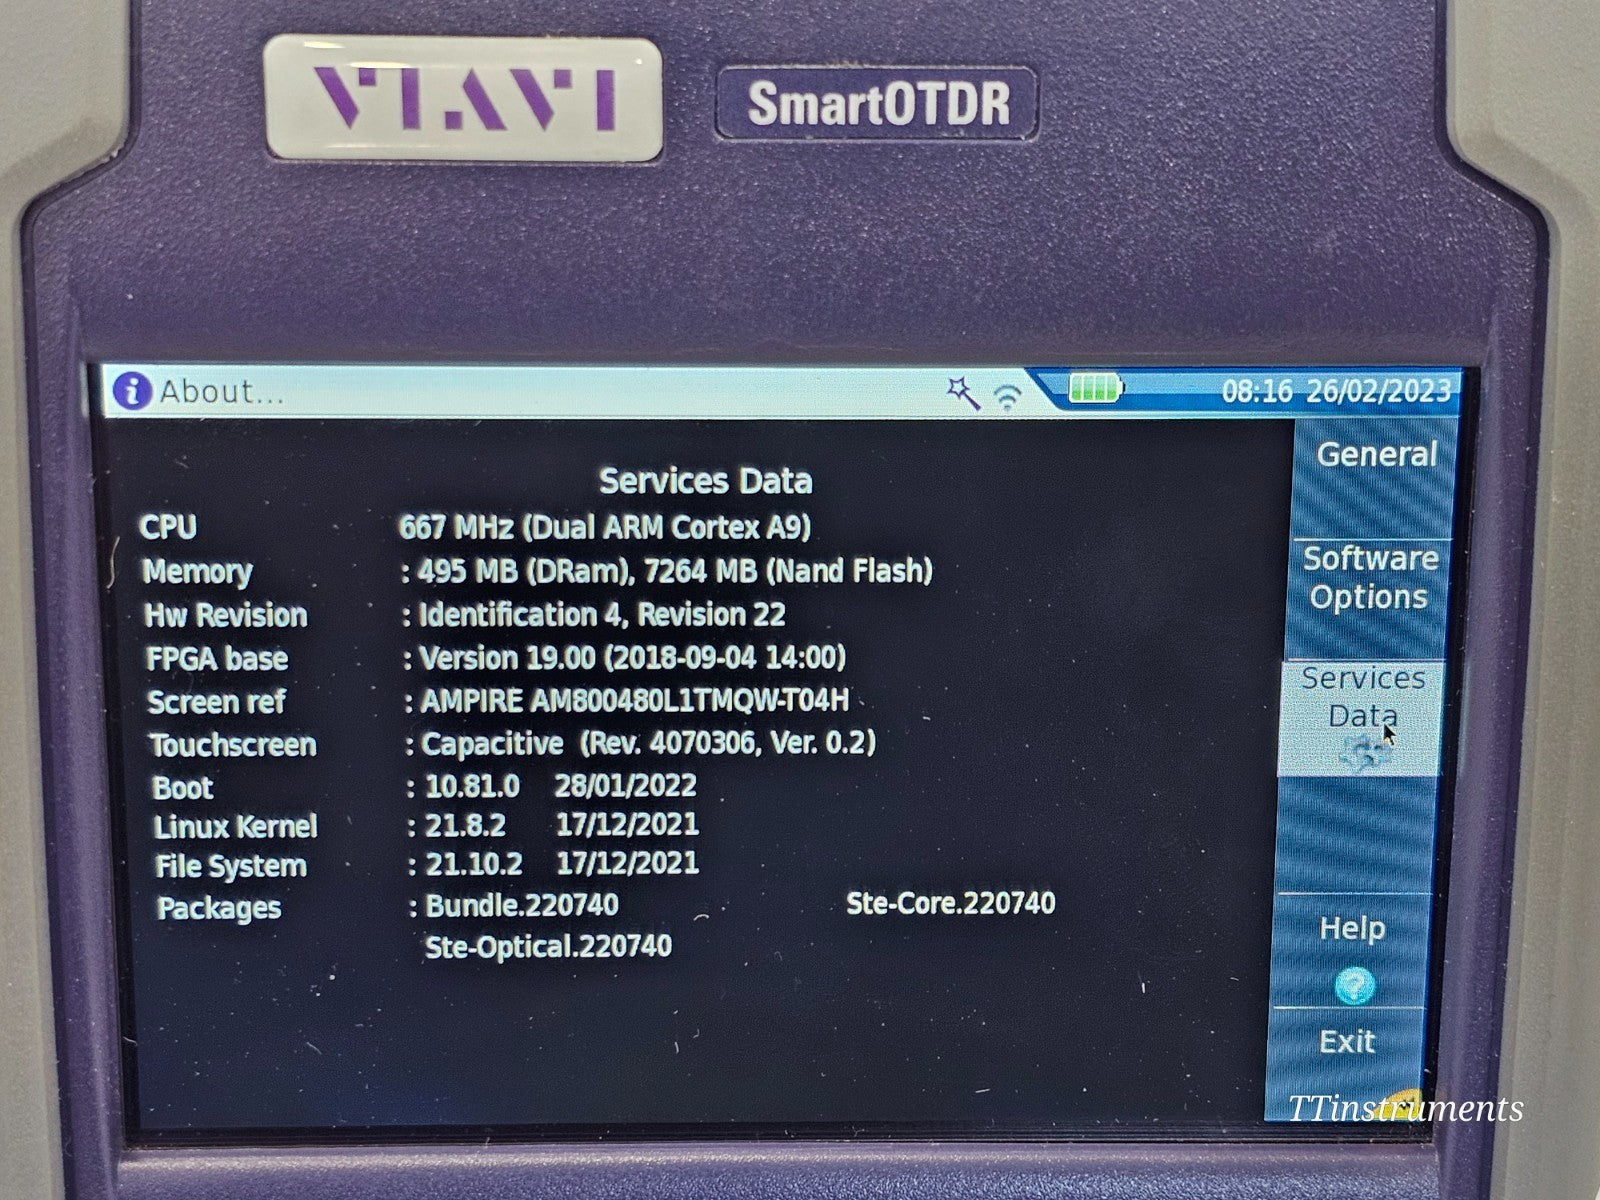 VIAVI
SmartOTDR
About...
08:16 26/02/2023
Services Data
CPU 667 MHz (Dual ARM Cortex A9)
Memory : 495 MB (DRam), 7264 MB (Nand Flash)
Hw Revision : Identification 4, Revision 22
FPGA base : Version 19.00 (2018-09-04 14:00)
Screen ref : AMPIRE AM800480L1TMQW-T04H
Touchscreen : Capacitive (Rev. 4070306, Ver. 0.2)
Boot : 10.81.0 28/01/2022
Linux Kernel : 21.8.2 17/12/2021
File System : 21.10.2 17/12/2021
Packages : Bundle.220740 Ste-Core.220740
Ste-Optical.220740
General
Software
Options
Services
Data
Help
?
Exit
TTinstruments